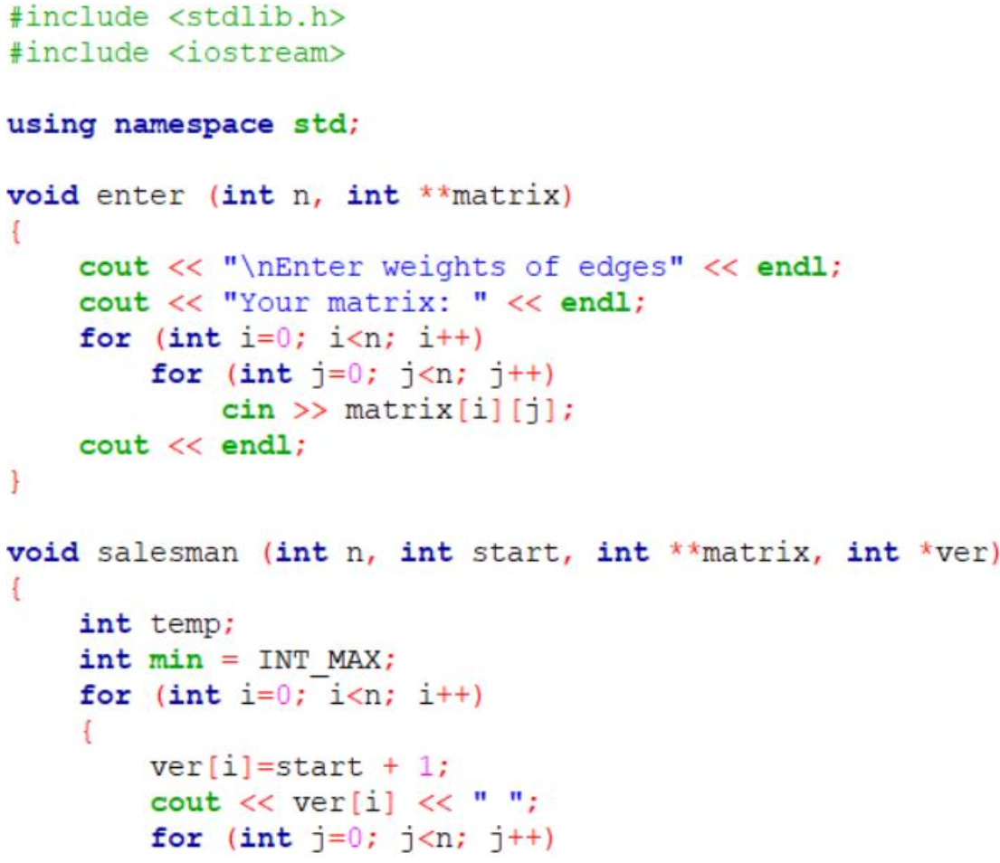 #include <stdlib.h>
#include <iostream>

using namespace std;

void enter (int n, int **matrix)
{
    cout << "\nEnter weights of edges" << endl;
    cout << "Your matrix: " << endl;
    for (int i=0; i<n; i++)
        for (int j=0; j<n; j++)
            cin >> matrix[i][j];
    cout << endl;
}

void salesman (int n, int start, int **matrix, int *ver)
{
    int temp;
    int min = INT_MAX;
    for (int i=0; i<n; i++)
    {
        ver[i]=start + 1;
        cout << ver[i] << " ";
        for (int j=0; j<n; j++)